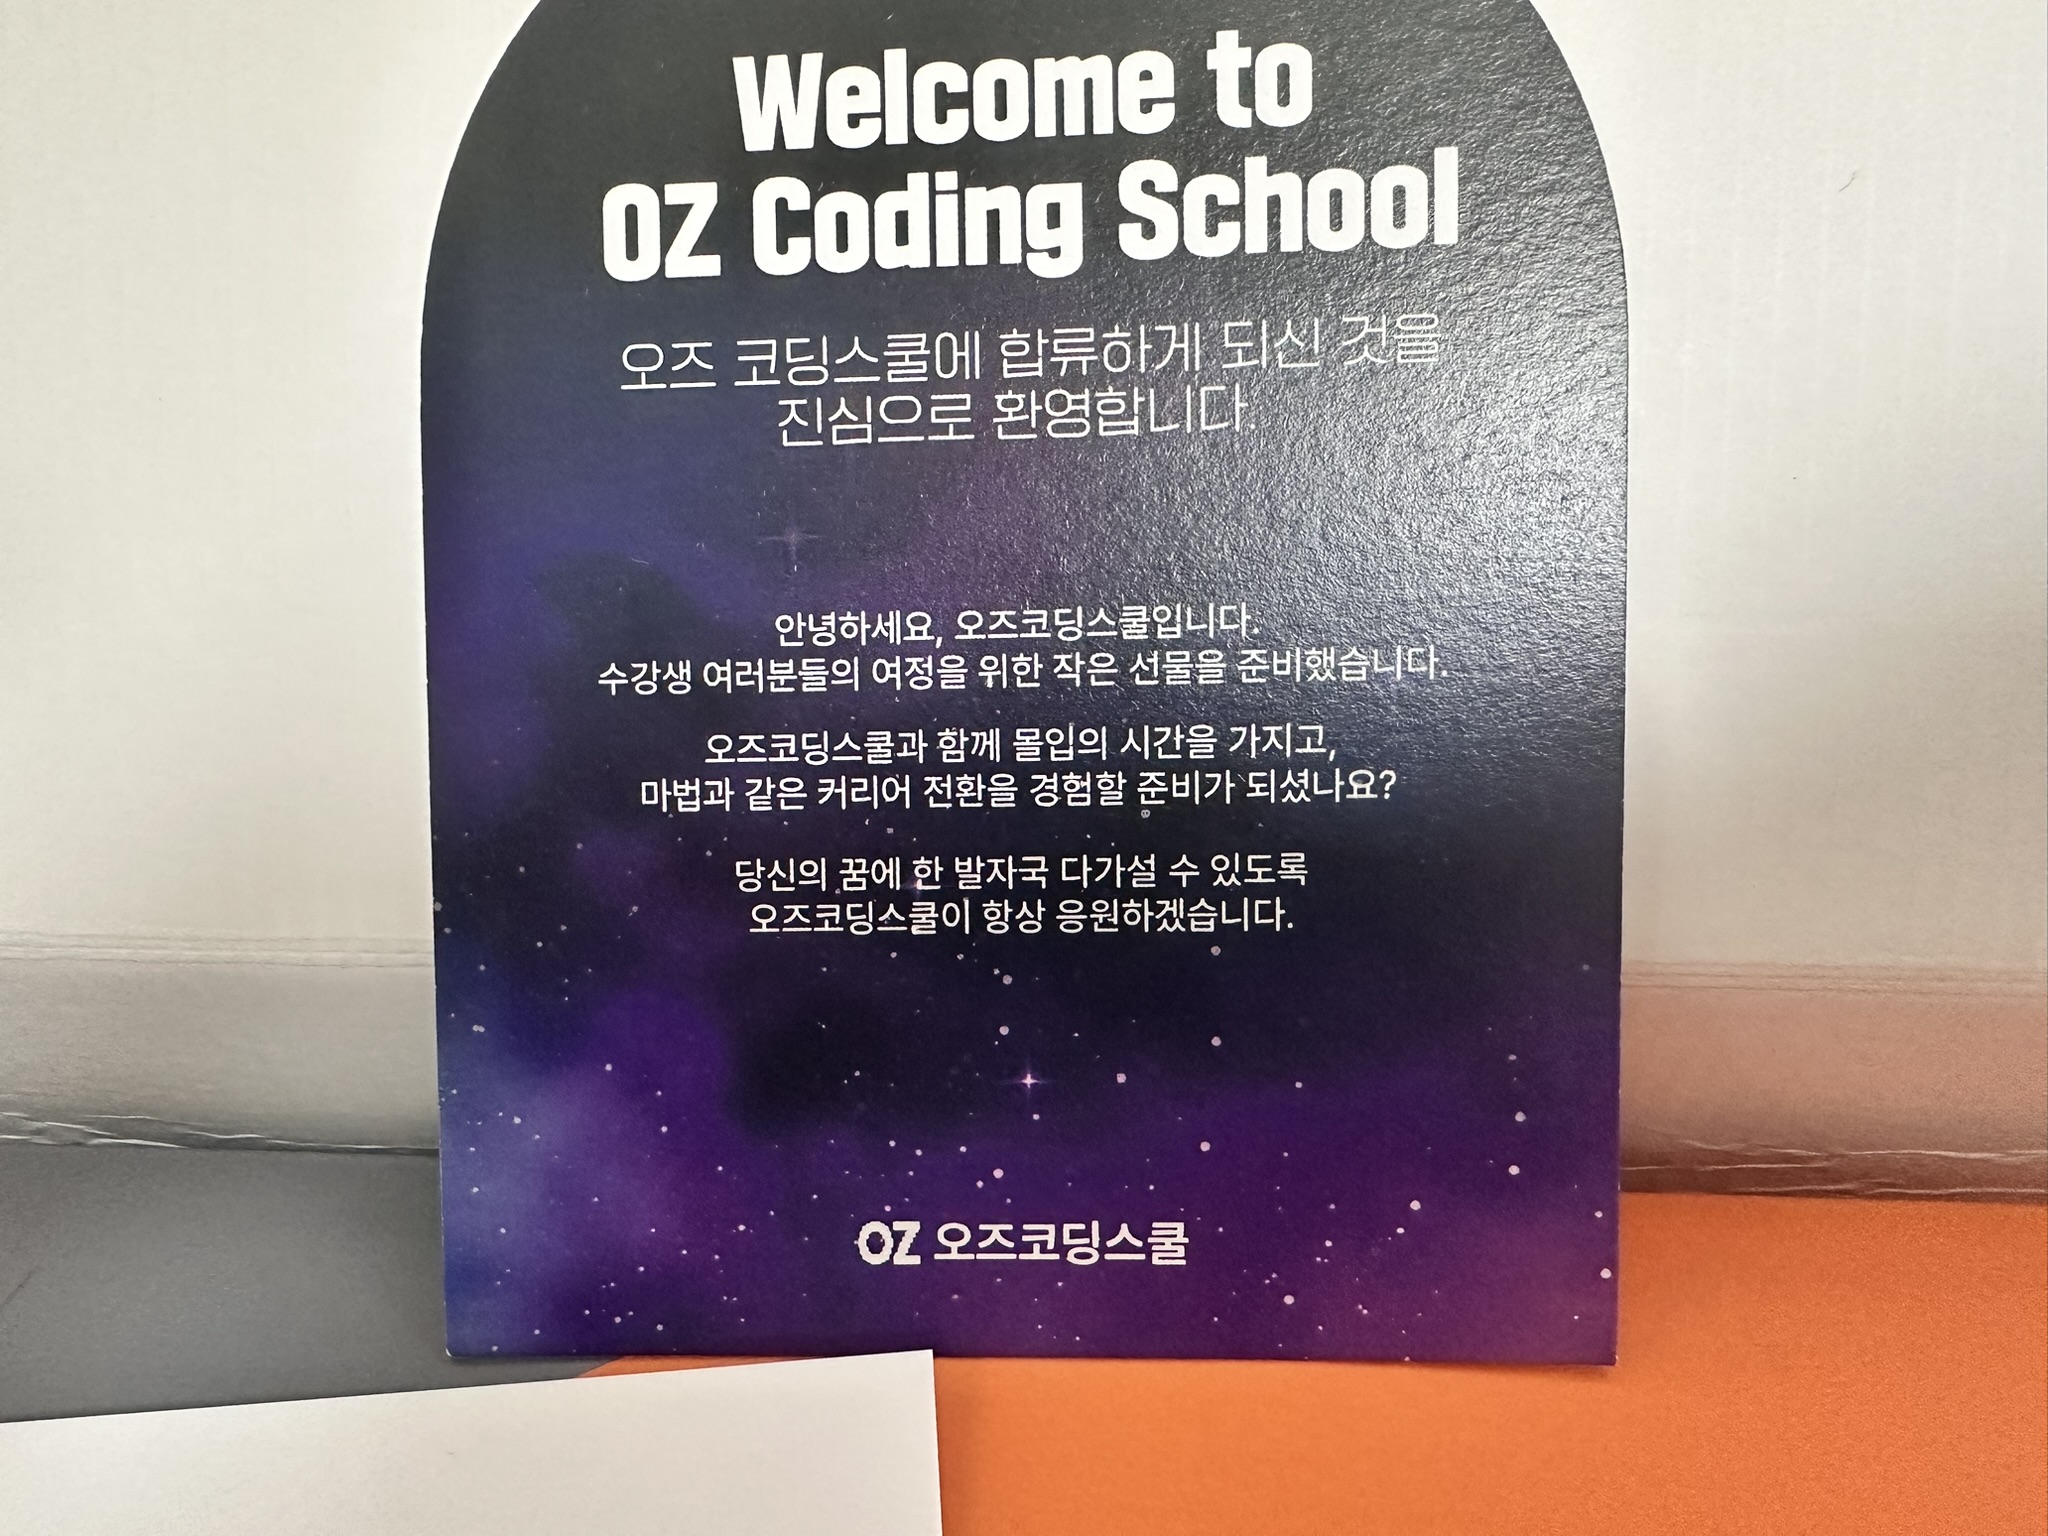 Welcome to
OZ Coding School
오즈 코딩스쿨에 합류하게 되신 것을
진심으로 환영합니다.
안녕하세요, 오즈코딩스쿨입니다.
수강생 여러분들의 여정을 위한 작은 선물을 준비했습니다.
오즈코딩스쿨과 함께 몰입의 시간을 가지고,
마법과 같은 커리어 전환을 경험할 준비가 되셨나요?
당신의 꿈에 한 발자국 다가설 수 있도록
오즈코딩스쿨이 항상 응원하겠습니다.
OZ 오즈코딩스쿨